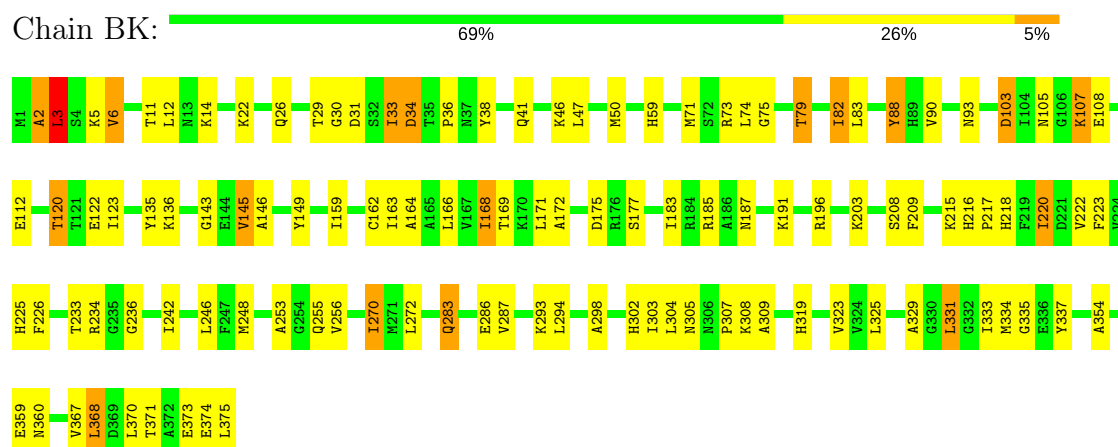 Chain BK:
69% 26% 5%
M1 A2 L3 S4 K5 V6 T11 L12 N13 K14 K22 Q26 T29 G30 D31 S32 I33 D34 T35 P36 N37 Y38 Q41 K46 L47 M50 H59 M71 S72 R73 L74 G75 T79 I82 L83 Y88 H89 V90 N93 D103 I104 N105 G106 K107 E108
E112 T120 T121 E122 I123 Y135 K136 G143 E144 V145 A146 Y149 I159 C162 I163 A164 A165 L166 V167 I168 T169 K170 L171 A172 D175 R176 S177 I183 R184 R185 A186 N187 K191 R196 K203 S208 F209 K215 H216 P217 H218 F219 I220 D221 V222 F223 V224
H225 F226 T233 R234 G235 G236 I242 L246 F247 M248 A253 G254 Q255 V256 I270 M271 L272 Q283 E286 V287 K293 L294 A298 H302 I303 L304 N305 N306 P307 K308 A309 H319 V323 V324 L325 A329 G330 L331 G332 I333 M334 G335 E336 Y337 A354
E359 N360 V367 L368 D369 L370 T371 A372 E373 E374 L375